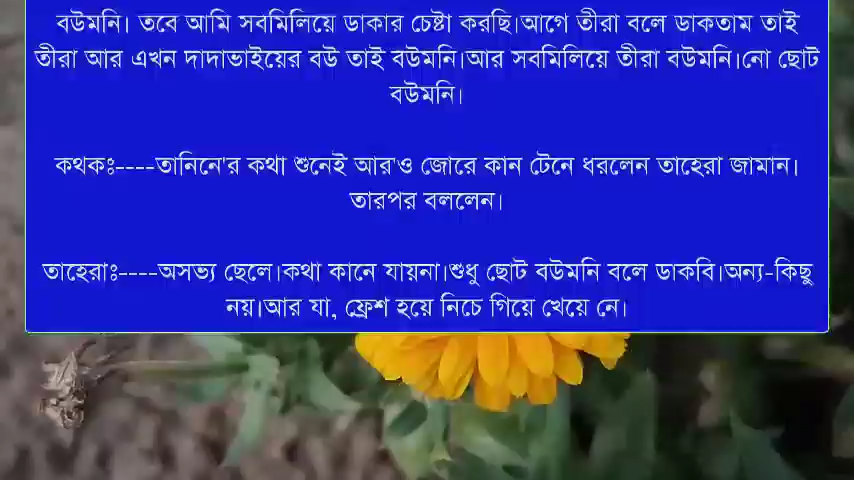 বউমনি। তবে আমি সবমিলিয়ে ডাকার চেষ্টা করছি।আগে তীরা বলে ডাকতাম তাই
তীরা আর এখন দাদাভাইয়ের বউ তাই বউমনি।আর সবমিলিয়ে তীরা বউমনি।নো ছোট
বউমনি।
কথকঃ----তানিনে'র কথা শুনেই আর'ও জোরে কান টেনে ধরলেন তাহেরা জামান।
তারপর বললেন।
তাহেরাঃ----অসভ্য ছেলে।কথা কানে যায়না।শুধু ছোট বউমনি বলে ডাকবি।অন্য-কিছু
নয়।আর যা, ফ্রেশ হয়ে নিচে গিয়ে খেয়ে নে।